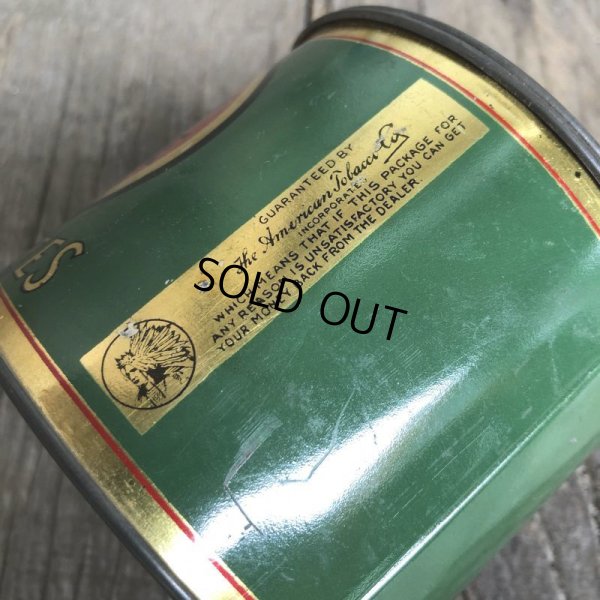 GUARANTEED BY
The American Tobacco Co.
INCORPORATED
WHICH MEANS THAT IF THIS PACKAGE FOR
ANY REASON IS UNSATISFACTORY YOU CAN GET
YOUR MONEY BACK FROM THE DEALER.
ES
SOLD OUT